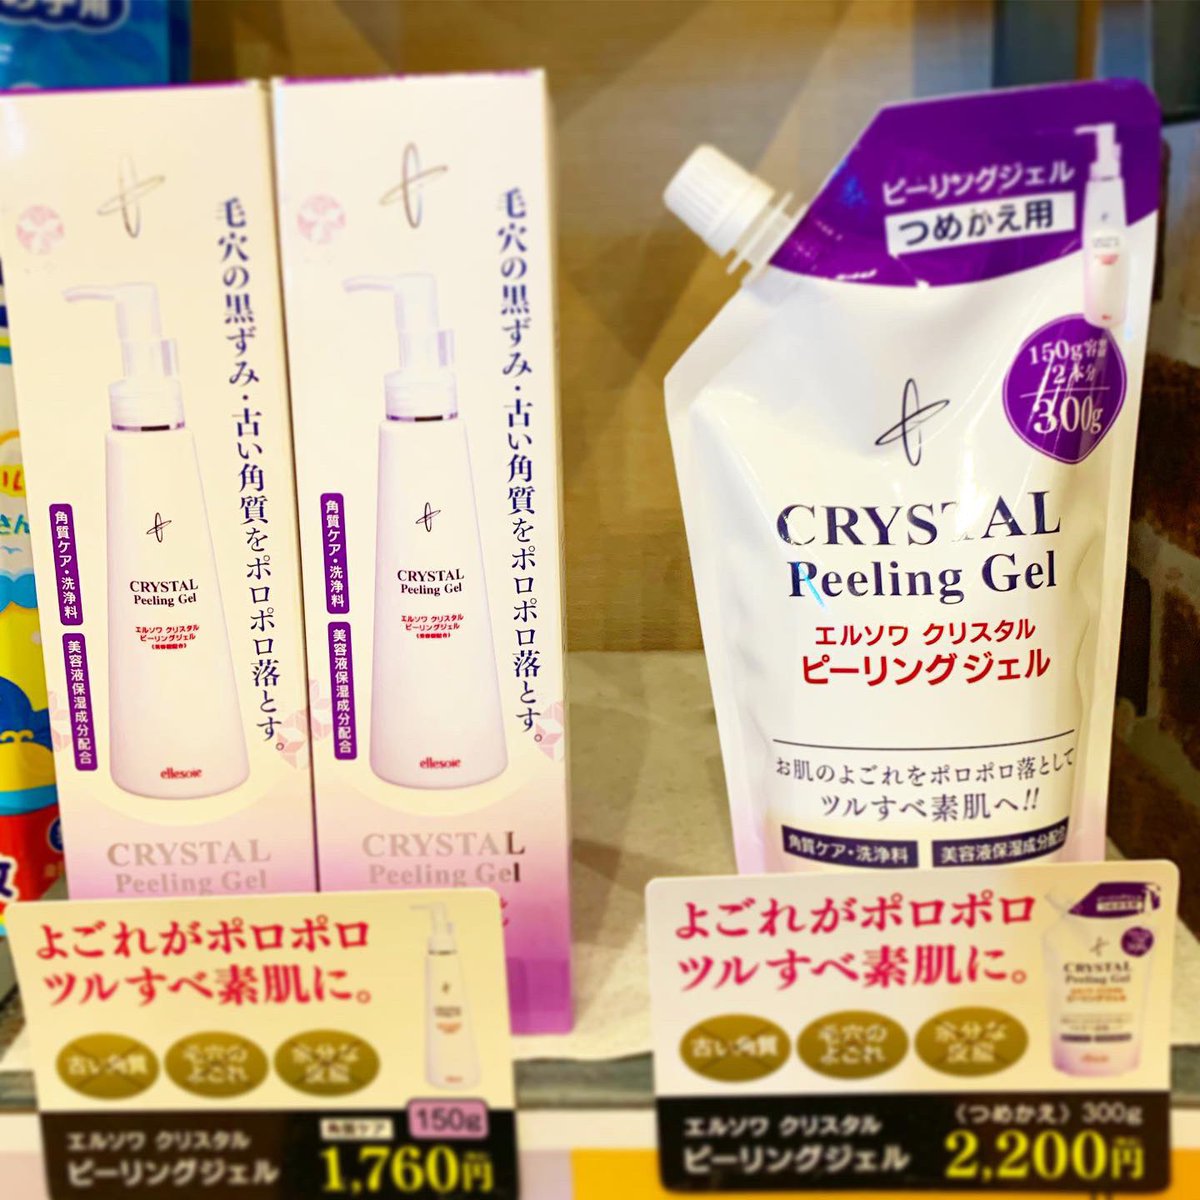 毛穴の黒ずみ・古い角質をポロポロ落とす。
角質ケア・洗浄料
美容液保湿成分配合
CRYSTAL
Peeling Gel
エルソワ クリスタル
ピーリングジェル
ellesoie
CRYSTAL
Peeling Gel
毛穴の黒ずみ・古い角質をポロポロ落とす。
角質ケア・洗浄料
美容液保湿成分配合
CRYSTAL
Peeling Gel
エルソワ クリスタル
ピーリングジェル
ellesoie
CRYSTAL
Peeling Gel
ピーリングジェル
つめかえ用
150g容器
2本分
300g
CRYSTAL
Peeling Gel
エルソワ クリスタル
ピーリングジェル
お肌のよごれをポロポロ落として
ツルすべ素肌へ!!
角質ケア・洗浄料
美容液保湿成分配合
よごれがポロポロ
ツルすべ素肌に。
古い角質
毛穴の
よごれ
余分な
皮脂
エルソワ クリスタル
ピーリングジェル
角質ケア
150g
1,760円
よごれがポロポロ
ツルすべ素肌に。
古い角質
毛穴の
よごれ
余分な
皮脂
CRYSTAL
Peeling Gel
エルソワ クリスタル
ピーリングジェル
〈つめかえ〉300g
2,200円